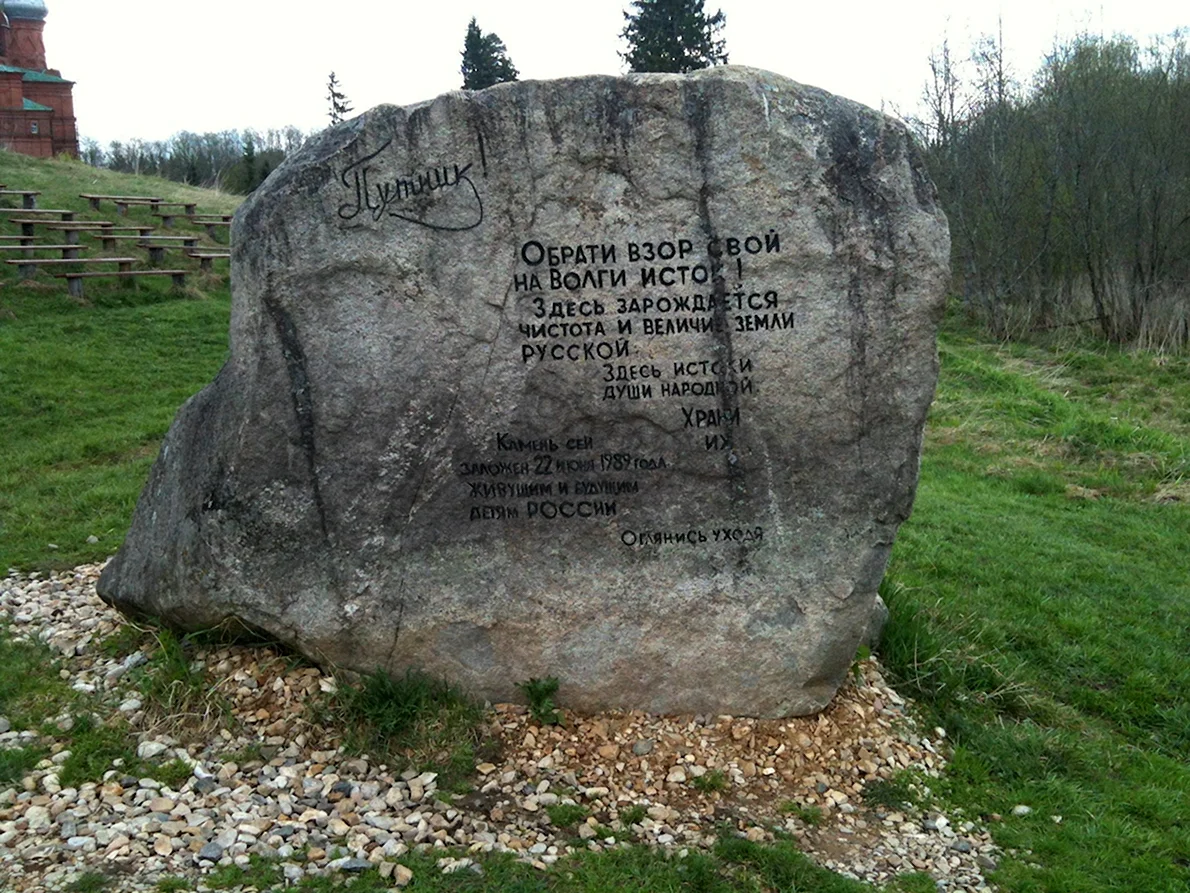 Путник!
Обрати взор свой
на Волги исток!
Здесь зарождается
чистота и величие земли
русской.
Здесь истоки
души народной.
Храни
их
Камень сей
заложен 22 июня 1989 года
живущим и будущим
детям РОССИИ
Оглянись уходя